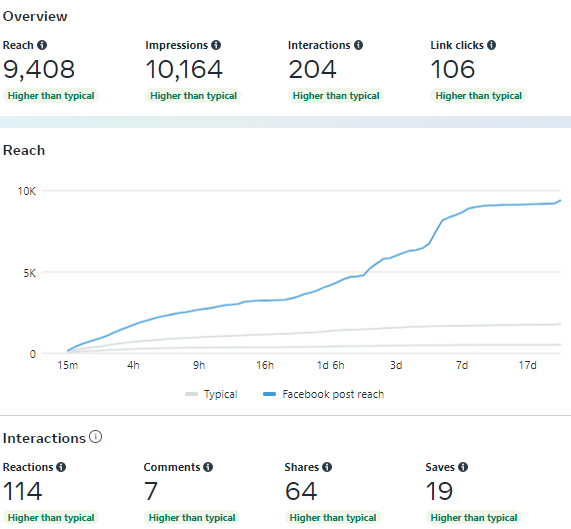 Overview
Reach Impressions Interactions Link clicks
9,408 10,164 204 106
Higher than typical Higher than typical Higher than typical Higher than typical
Reach
10K
5K
0
15m 4h 9h 16h 1d 6h 3d 7d 17d
Typical Facebook post reach
Interactions
Reactions Comments Shares Saves
114 7 64 19
Higher than typical Higher than typical Higher than typical Higher than typical